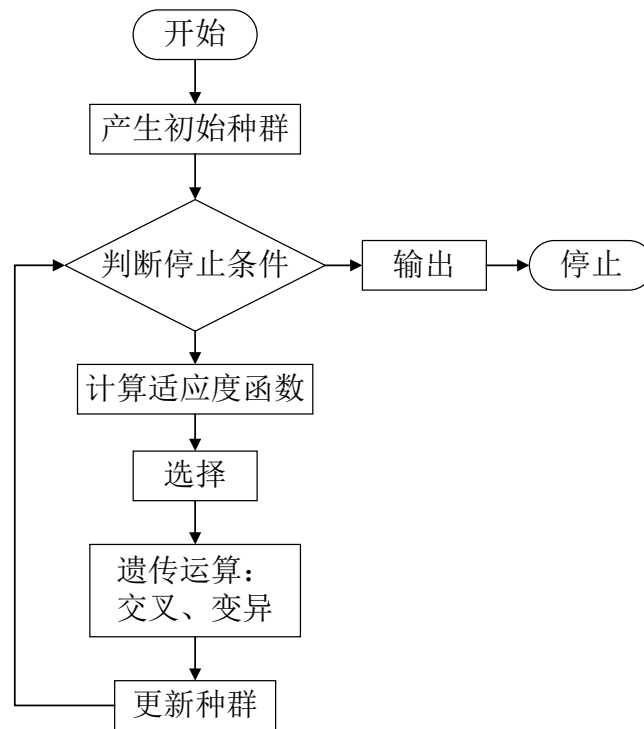 开始
产生初始种群
判断停止条件
输出
停止
计算适应度函数
选择
遗传运算：
交叉、变异
更新种群